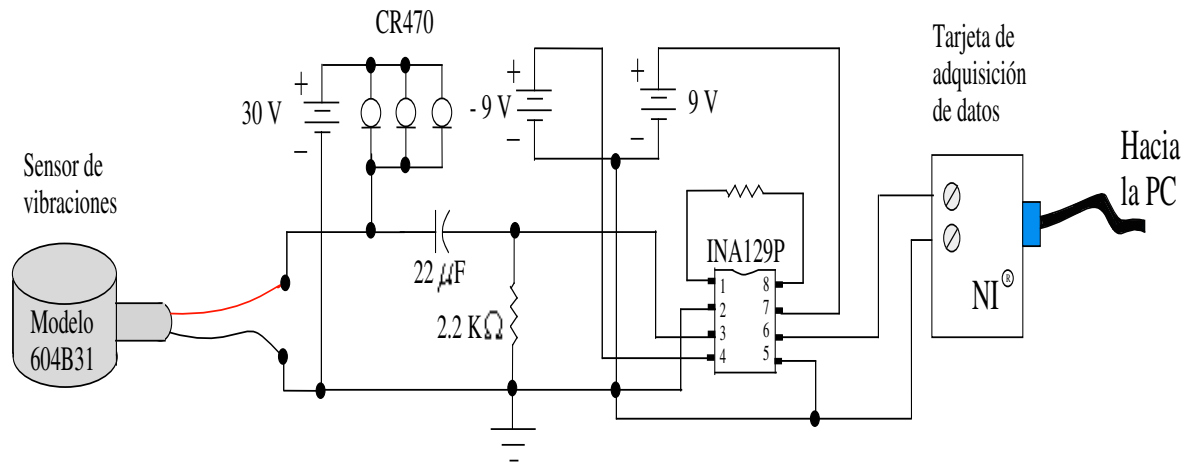 CR470
Tarjeta de
adquisición
de datos
+
30 V
−
+
- 9 V
−
+
9 V
−
Hacia
la PC
Sensor de
vibraciones
INA129P
22 µF
2.2 KΩ
1
2
3
4
8
7
6
5
NI®
Modelo
604B31